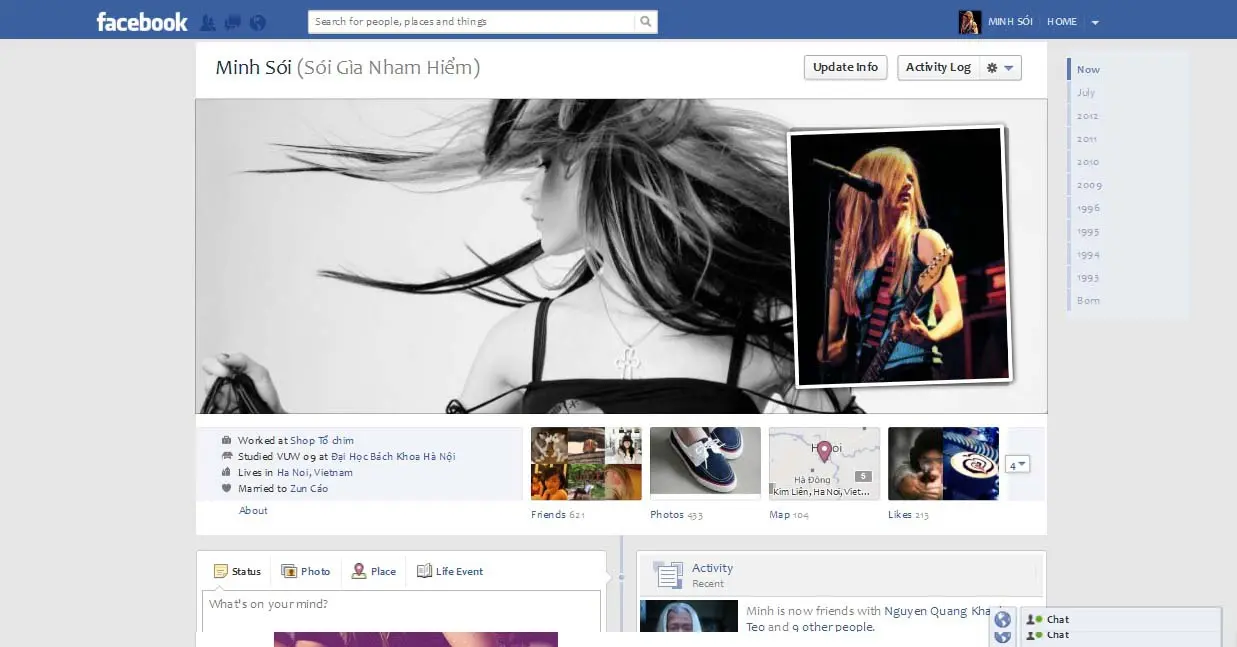 facebook
Search for people, places and things
MINH SÓI
HOME
Minh Sói (Sói Gìa Nham Hiểm)
Update Info
Activity Log
Now
July
2012
2011
2010
2009
1996
1995
1994
1993
Born
Worked at Shop Tổ chim
Studied VUW 09 at Đại Học Bách Khoa Hà Nội
Lives in Ha Noi, Vietnam
Married to Zun Cáo
About
Hà Đông
Kim Liên, Ha Noi, Viet...
5
4
Friends 621
Photos 433
Map 104
Likes 213
Status
Photo
Place
Life Event
What's on your mind?
Activity
Recent
Minh is now friends with Nguyen Quang
Teo and 9 other people.
Chat
Chat